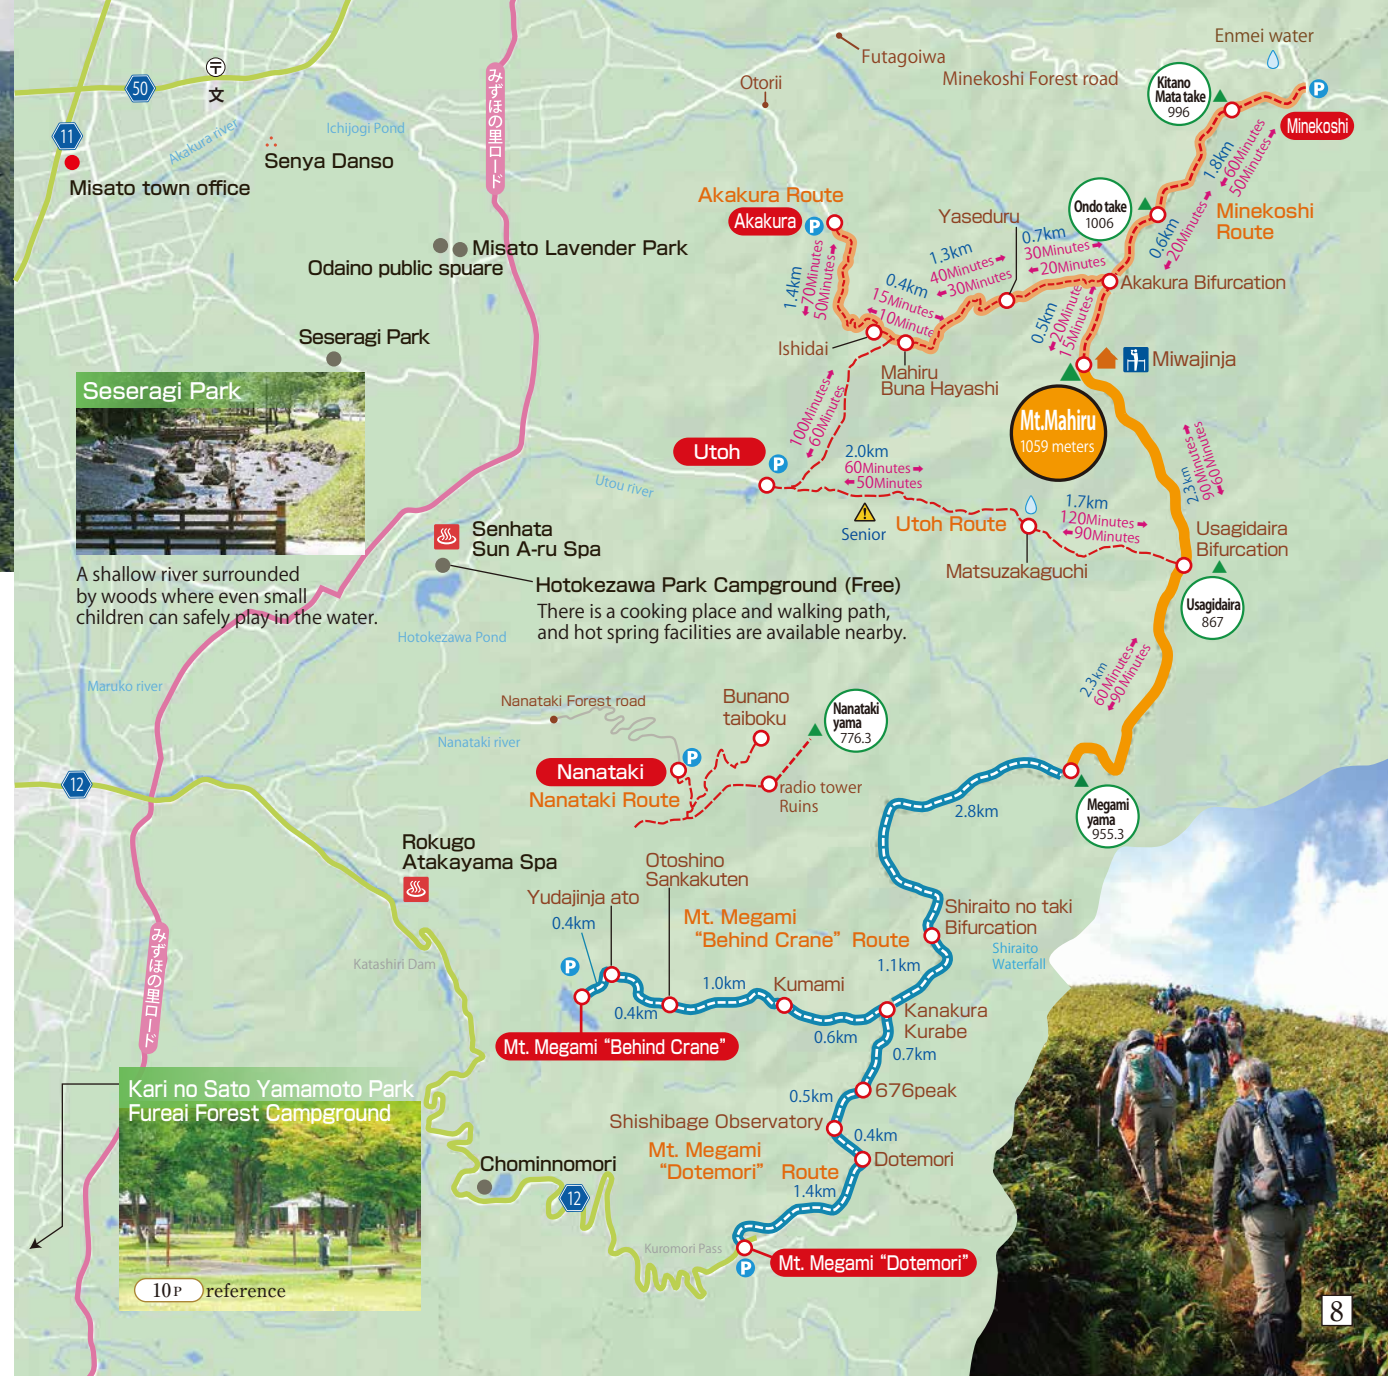 Enmei water
Futagoiwa
Minekoshi Forest road
Kitano
Mata take
996
P
Minekoshi
Otorii
50
〒
文
11
Akakura river
Ichijogi Pond
みずほの里ロード
Senya Danso
Misato town office
1.8km
60Minutes
50Minutes
Akakura Route
Akakura
P
Yaseduru
Ondo take
1006
Minekoshi
Route
0.6km
20Minutes
0.7km
30Minutes
20Minutes
1.3km
40Minutes
30Minutes
Misato Lavender Park
Odaino public spuare
1.4km
70Minutes
50Minutes
0.4km
15Minutes
10Minute
Akakura Bifurcation
0.5km
20Minute
15Minutes
Seseragi Park
Ishidai
Mahiru
Buna Hayashi
Miwajinja
Seseragi Park
Mt.Mahiru
1059 meters
100Minutes
60Minutes
Utoh
P
2.0km
60Minutes
50Minutes
Utou river
Senior
Utoh Route
1.7km
120Minutes
90Minutes
Matsuzakaguchi
2.3km
90Minutes
60Minutes
Usagidaira
Bifurcation
Usagidaira
867
Senhata
Sun A-ru Spa
Hotokezawa Park Campground (Free)
There is a cooking place and walking path,
and hot spring facilities are available nearby.
A shallow river surrounded
by woods where even small
children can safely play in the water.
Hotokezawa Pond
Maruko river
2.3km
60Minutes
90Minutes
Nanataki Forest road
Nanataki river
Bunano
taiboku
Nanataki
yama
776.3
P
Nanataki
Nanataki Route
radio tower
Ruins
12
2.8km
Megami
yama
955.3
Rokugo
Atakayama Spa
Otoshino
Sankakuten
Yudajinja ato
0.4km
Mt. Megami
“Behind Crane” Route
Shiraito no taki
Bifurcation
Shiraito
Waterfall
みずほの里ロード
Katashiri Dam
P
1.0km
Kumami
1.1km
0.4km
0.6km
Kanakura
Kurabe
Mt. Megami “Behind Crane”
0.7km
676peak
0.5km
Shishibage Observatory
0.4km
Kari no Sato Yamamoto Park
Fureai Forest Campground
Mt. Megami
“Dotemori” Route
Dotemori
1.4km
Chominnomori
12
Kuromori Pass
P
Mt. Megami “Dotemori”
10P reference
8